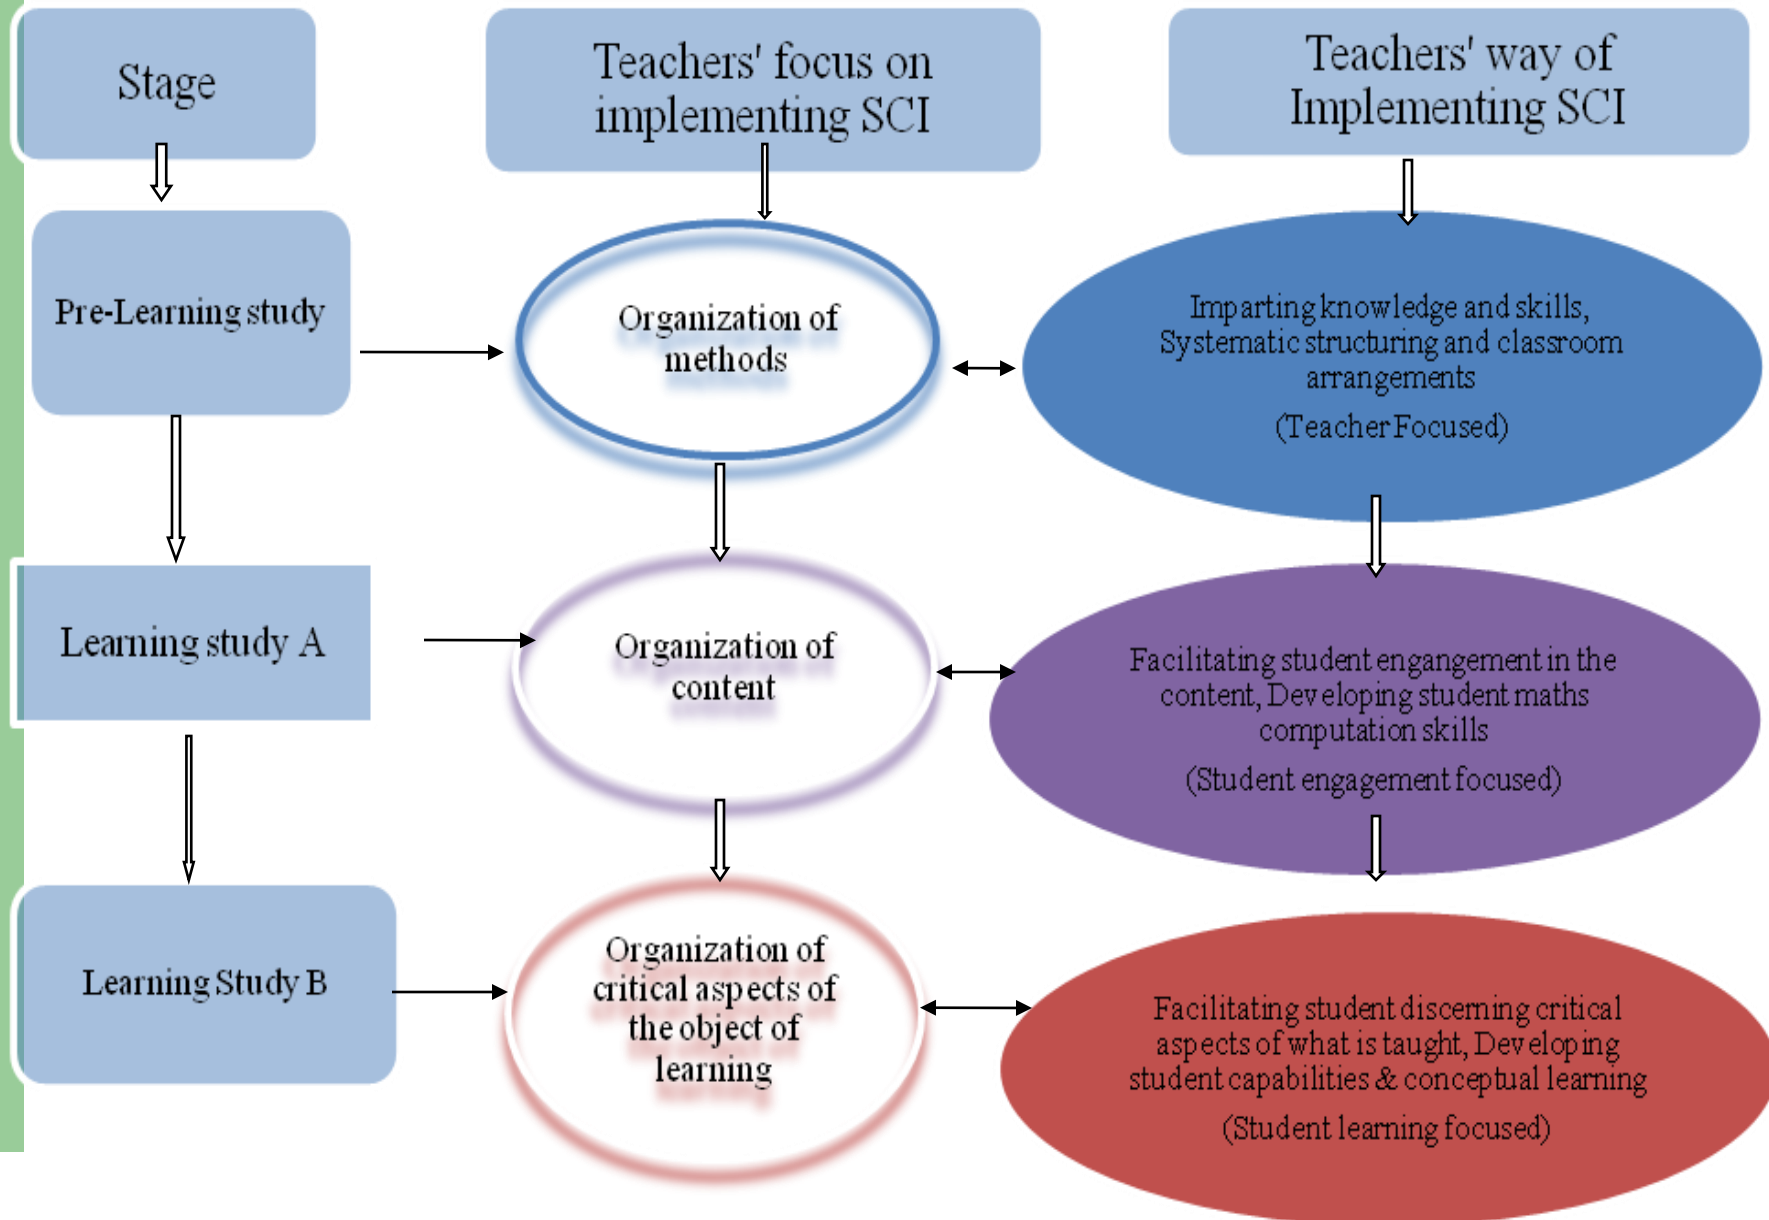 Stage
Teachers' focus on
implementing SCI
Teachers' way of
Implementing SCI
Pre-Learning study
Organization of
methods
Imparting knowledge and skills,
Systematic structuring and classroom
arrangements
(Teacher Focused)
Learning study A
Organization of
content
Facilitating student engangement in the
content, Developing student maths
computation skills
(Student engagement focused)
Learning Study B
Organization of
critical aspects of
the object of
learning
Facilitating student discerning critical
aspects of what is taught, Developing
student capabilities & conceptual learning
(Student learning focused)